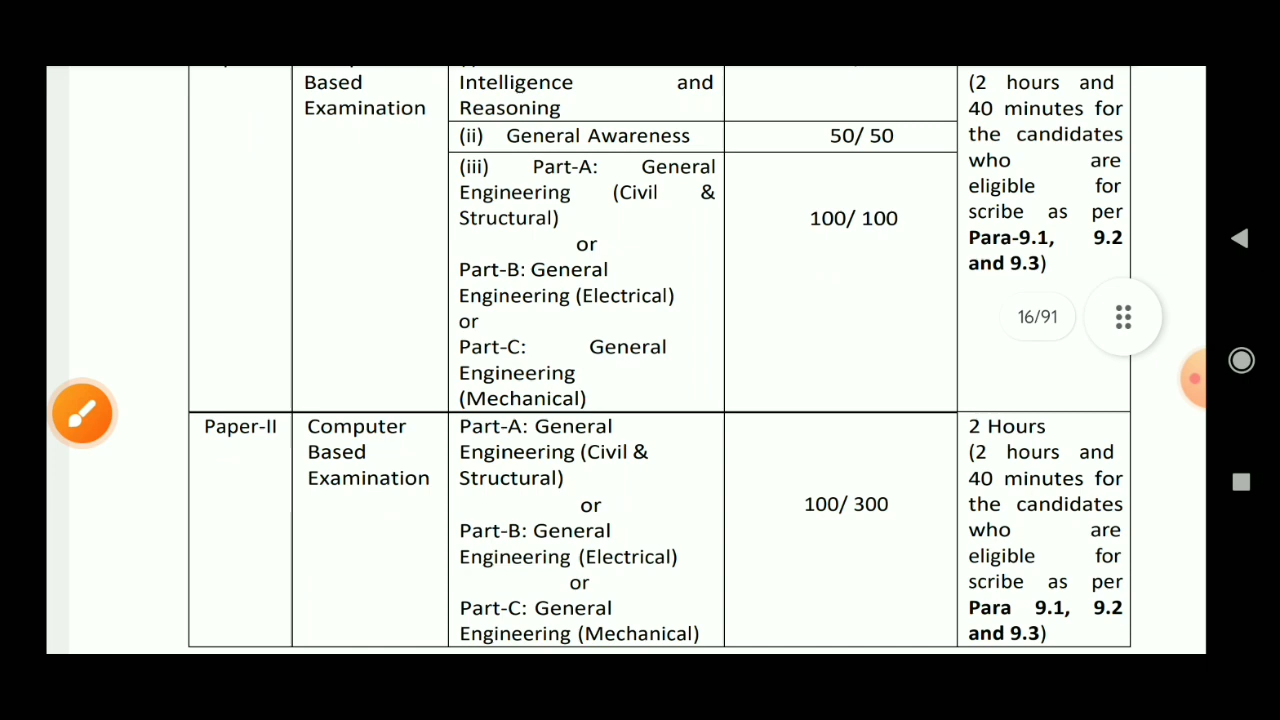 Based
Examination
Intelligence and
Reasoning
(ii) General Awareness
50/ 50
(iii) Part-A: General
Engineering (Civil &
Structural)
or
Part-B: General
Engineering (Electrical)
or
Part-C: General
Engineering
(Mechanical)
100/ 100
(2 hours and
40 minutes for
the candidates
who are
eligible for
scribe as per
Para-9.1, 9.2
and 9.3)
16/91
Paper-II
Computer
Based
Examination
Part-A: General
Engineering (Civil &
Structural)
or
Part-B: General
Engineering (Electrical)
or
Part-C: General
Engineering (Mechanical)
100/ 300
2 Hours
(2 hours and
40 minutes for
the candidates
who are
eligible for
scribe as per
Para 9.1, 9.2
and 9.3)